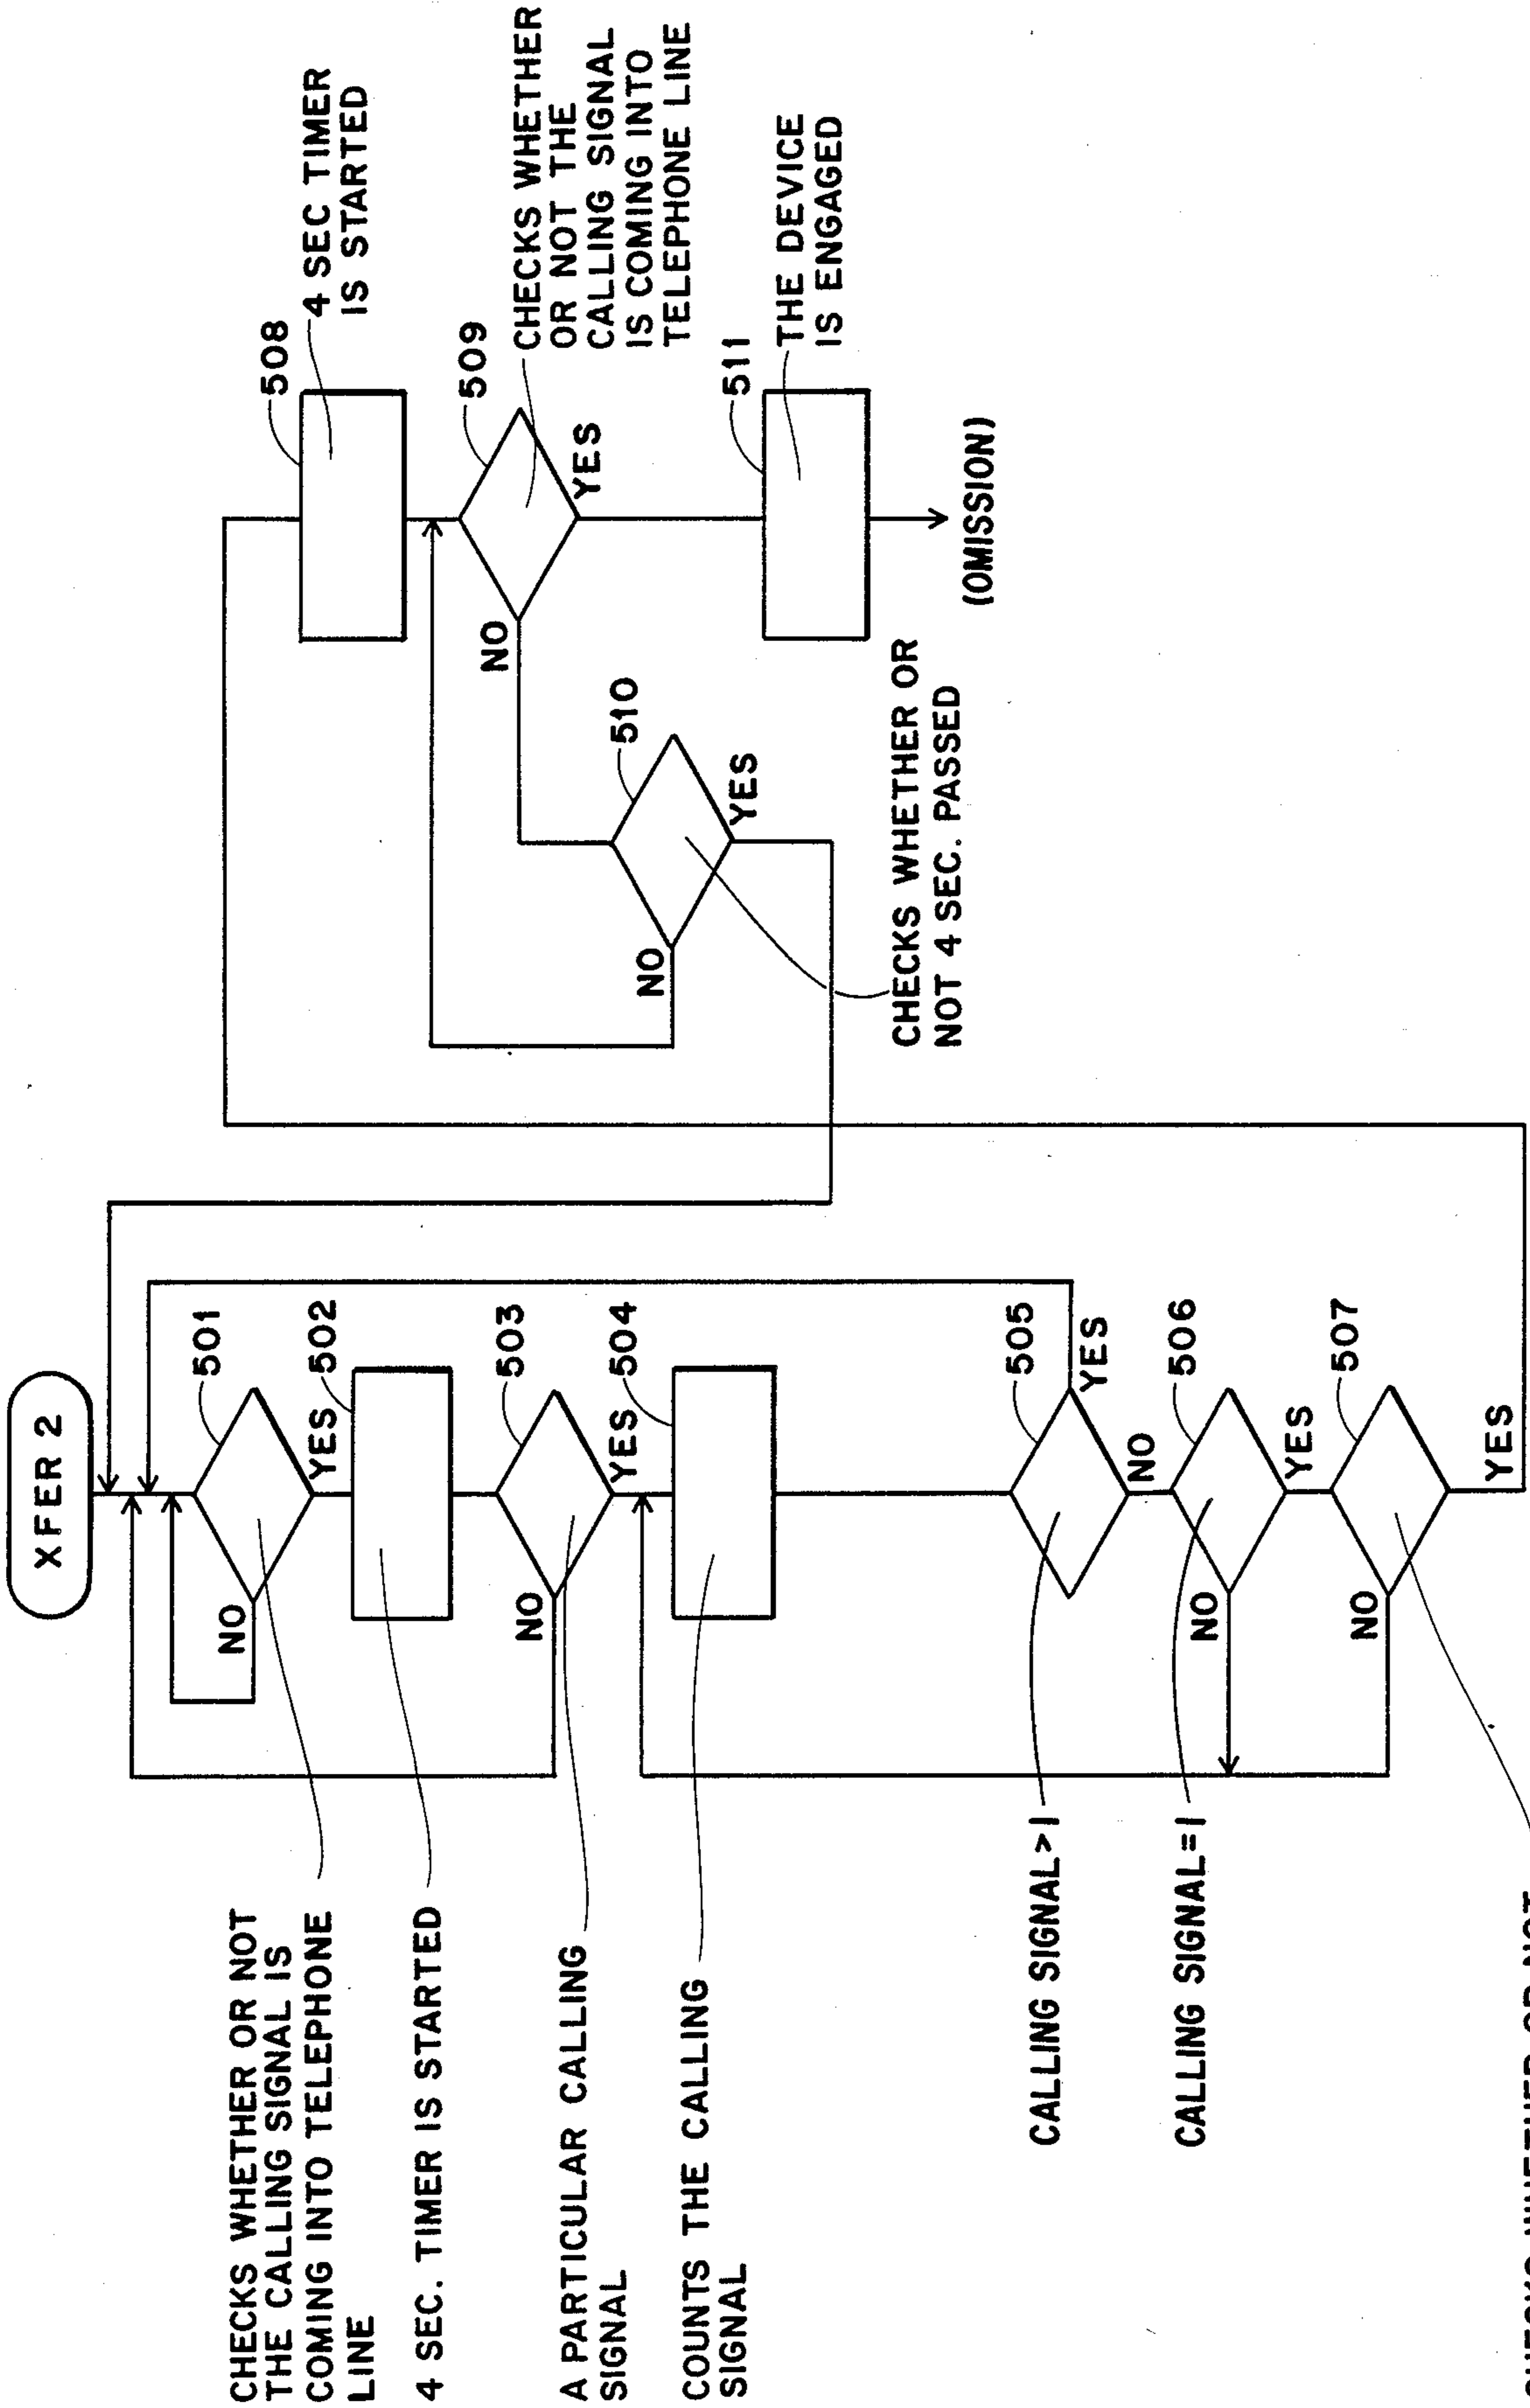 XFER 2
501
CHECKS WHETHER OR NOT
THE CALLING SIGNAL IS
COMING INTO TELEPHONE
LINE
NO
YES
502
4 SEC. TIMER IS STARTED
503
A PARTICULAR CALLING
SIGNAL
NO
YES
504
COUNTS THE CALLING
SIGNAL
505
CALLING SIGNAL>1
YES
NO
506
CALLING SIGNAL=1
NO
YES
507
NO
YES
CHECKS WHETHER OR NOT
508
4 SEC TIMER
IS STARTED
509
CHECKS WHETHER
OR NOT THE
CALLING SIGNAL
IS COMING INTO
TELEPHONE LINE
NO
YES
510
NO
YES
CHECKS WHETHER OR
NOT 4 SEC. PASSED
511
THE DEVICE
IS ENGAGED
(OMISSION)